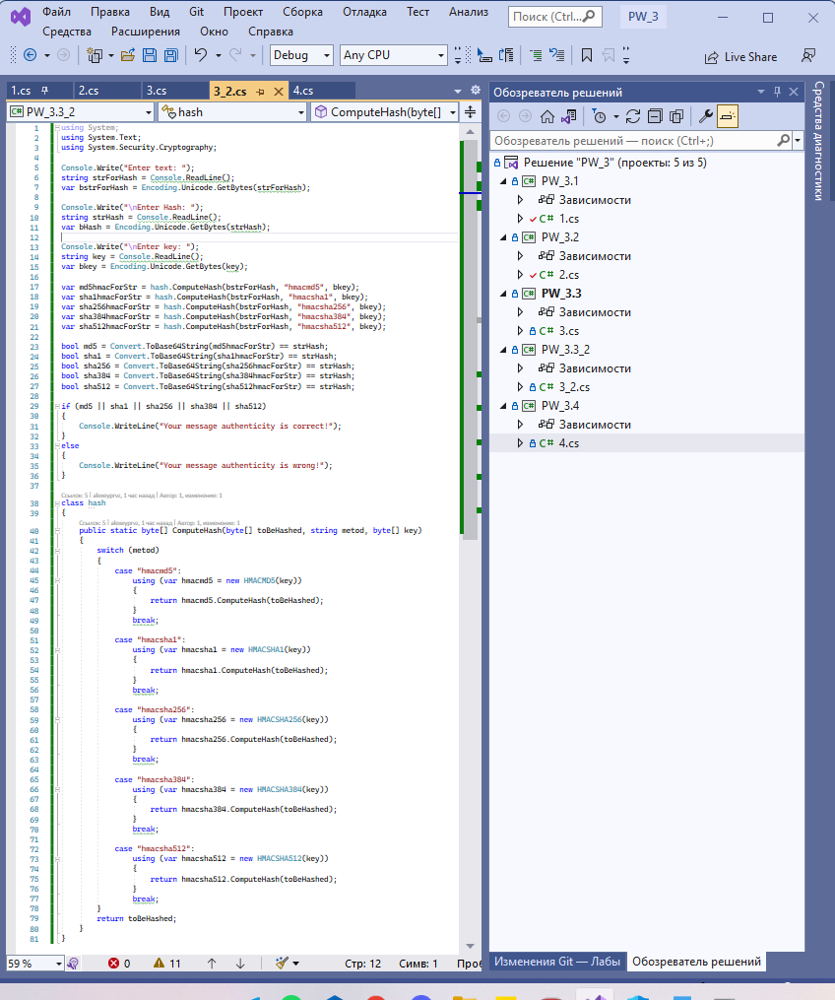 Файл Правка Вид Git Проект Сборка Отладка Тест Анализ Поиск (Ctrl... PW_3
Средства Расширения Окно Справка
Debug Any CPU Live Share
1.cs 2.cs 3.cs 3_2.cs 4.cs
C# PW_3.3_2 hash ComputeHash(byte[]
1 using System;
2 using System.Text;
3 using System.Security.Cryptography;
4
5 Console.Write("Enter text: ");
6 string strForHash = Console.ReadLine();
7 var bstrForHash = Encoding.Unicode.GetBytes(strForHash);
8
9 Console.Write("\nEnter Hash: ");
10 string strHash = Console.ReadLine();
11 var bHash = Encoding.Unicode.GetBytes(strHash);
12
13 Console.Write("\nEnter key: ");
14 string key = Console.ReadLine();
15 var bkey = Encoding.Unicode.GetBytes(key);
16
17 var md5hmacForStr = hash.ComputeHash(bstrForHash, "hmacmd5", bkey);
18 var sha1hmacForStr = hash.ComputeHash(bstrForHash, "hmacsha1", bkey);
19 var sha256hmacForStr = hash.ComputeHash(bstrForHash, "hmacsha256", bkey);
20 var sha384hmacForStr = hash.ComputeHash(bstrForHash, "hmacsha384", bkey);
21 var sha512hmacForStr = hash.ComputeHash(bstrForHash, "hmacsha512", bkey);
22
23 bool md5 = Convert.ToBase64String(md5hmacForStr) == strHash;
24 bool sha1 = Convert.ToBase64String(sha1hmacForStr) == strHash;
25 bool sha256 = Convert.ToBase64String(sha256hmacForStr) == strHash;
26 bool sha384 = Convert.ToBase64String(sha384hmacForStr) == strHash;
27 bool sha512 = Convert.ToBase64String(sha512hmacForStr) == strHash;
28
29 if (md5 || sha1 || sha256 || sha384 || sha512)
30 {
31 Console.WriteLine("Your message authenticity is correct!");
32 }
33 else
34 {
35 Console.WriteLine("Your message authenticity is wrong!");
36 }
37
Ссылок: 5 | 1 час назад | Автор: 1, изменение: 1
38 class hash
39 {
Ссылок: 5 | 1 час назад | Автор: 1, изменение: 1
40 public static byte[] ComputeHash(byte[] toBeHashed, string metod, byte[] key)
41 {
42 switch (metod)
43 {
44 case "hmacmd5":
45 using (var hmacmd5 = new HMACMD5(key))
46 {
47 return hmacmd5.ComputeHash(toBeHashed);
48 }
49 break;
50
51 case "hmacsha1":
52 using (var hmacsha1 = new HMACSHA1(key))
53 {
54 return hmacsha1.ComputeHash(toBeHashed);
55 }
56 break;
57
58 case "hmacsha256":
59 using (var hmacsha256 = new HMACSHA256(key))
60 {
61 return hmacsha256.ComputeHash(toBeHashed);
62 }
63 break;
64
65 case "hmacsha384":
66 using (var hmacsha384 = new HMACSHA384(key))
67 {
68 return hmacsha384.ComputeHash(toBeHashed);
69 }
70 break;
71
72 case "hmacsha512":
73 using (var hmacsha512 = new HMACSHA512(key))
74 {
75 return hmacsha512.ComputeHash(toBeHashed);
76 }
77 break;
78 }
79 return toBeHashed;
80 }
81 }
59 % 0 11 Стр: 12 Симв: 1 Проб
Обозреватель решений
Обозреватель решений — поиск (Ctrl+;)
Решение "PW_3" (проекты: 5 из 5)
C# PW_3.1
Зависимости
C# 1.cs
C# PW_3.2
Зависимости
C# 2.cs
C# PW_3.3
Зависимости
C# 3.cs
C# PW_3.3_2
Зависимости
C# 3_2.cs
C# PW_3.4
Зависимости
C# 4.cs
Изменения Git — Лабы Обозреватель решений
Средства диагностики